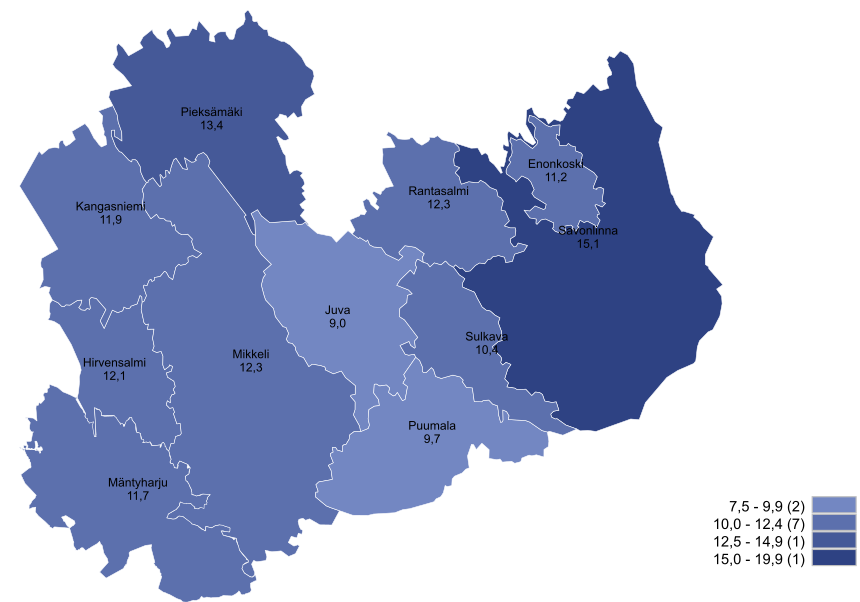 Pieksämäki
13,4
Enonkoski
11,2
Rantasalmi
12,3
Kangasniemi
11,9
Savonlinna
15,1
Juva
9,0
Sulkava
10,4
Mikkeli
12,3
Hirvensalmi
12,1
Puumala
9,7
Mäntyharju
11,7
7,5 - 9,9 (2)
10,0 - 12,4 (7)
12,5 - 14,9 (1)
15,0 - 19,9 (1)